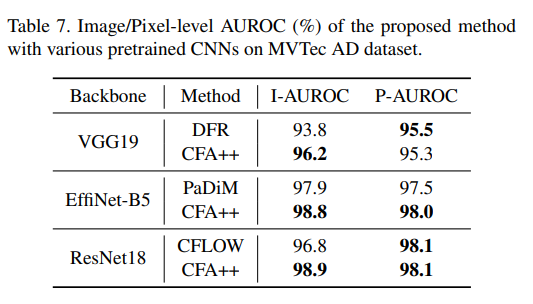 Table 7. Image/Pixel-level AUROC (%) of the proposed method
with various pretrained CNNs on MVTec AD dataset.
Backbone Method I-AUROC P-AUROC
VGG19 DFR 93.8 95.5
CFA++ 96.2 95.3
EffiNet-B5 PaDiM 97.9 97.5
CFA++ 98.8 98.0
ResNet18 CFLOW 96.8 98.1
CFA++ 98.9 98.1